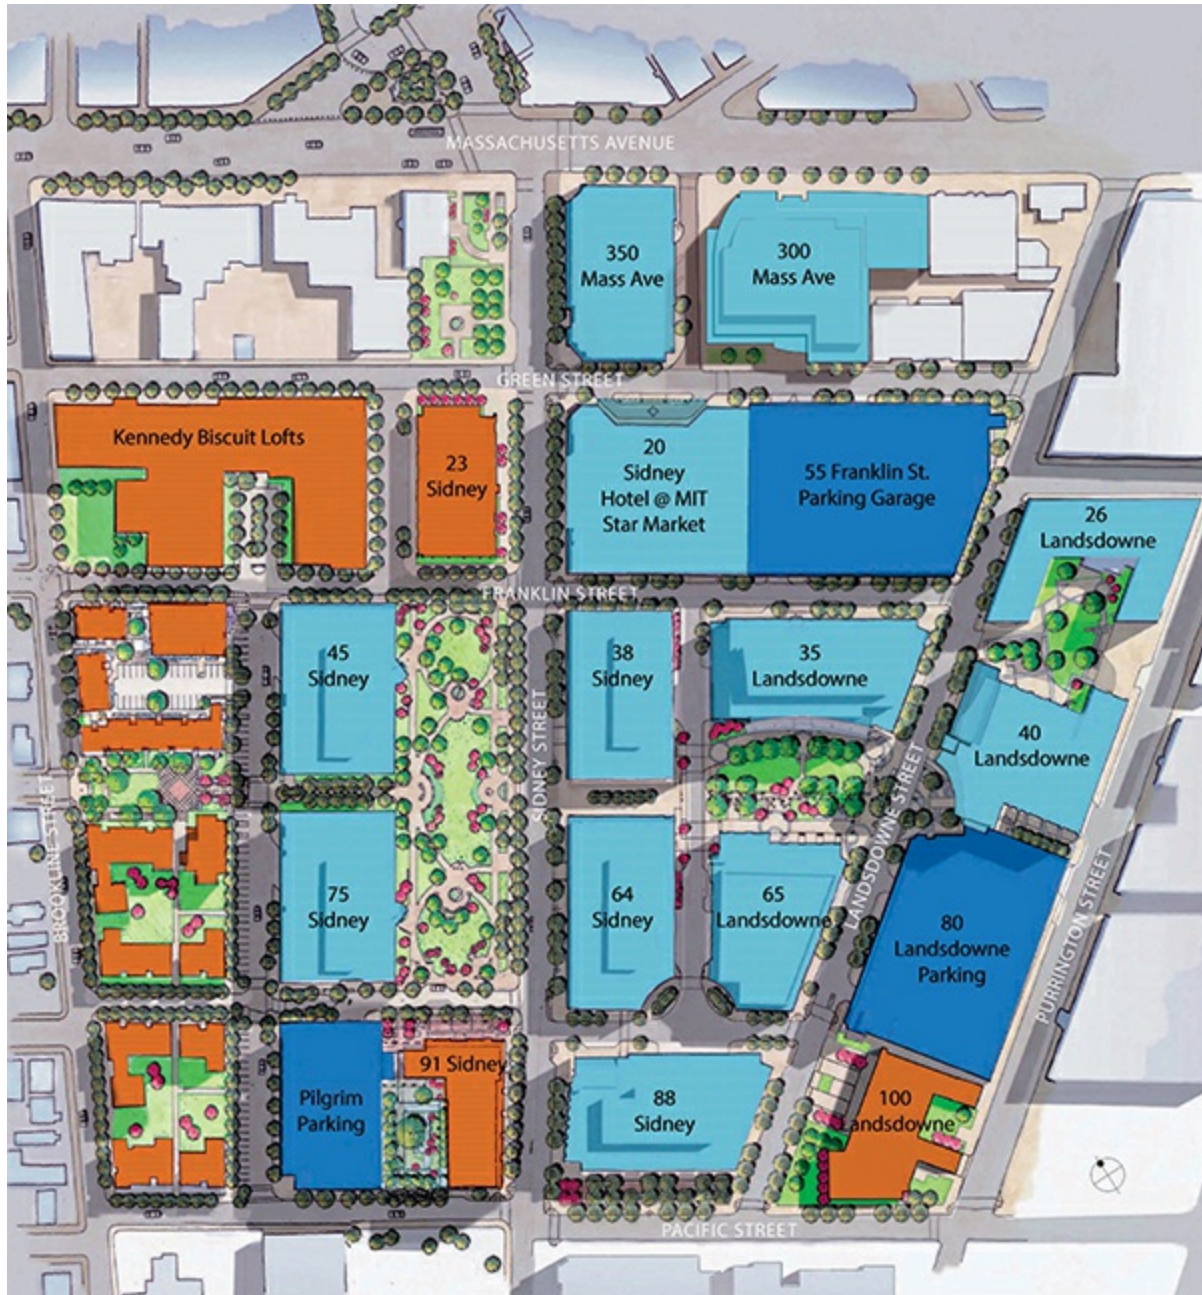 MASSACHUSETTS AVENUE
350
Mass Ave
300
Mass Ave
GREEN STREET
Kennedy Biscuit Lofts
23
Sidney
20
Sidney
Hotel @ MIT
Star Market
55 Franklin St.
Parking Garage
26
Landsdowne
FRANKLIN STREET
45
Sidney
38
Sidney
35
Landsdowne
40
Landsdowne
SIDNEY STREET
BROOKLINE STREET
LANDSDOWNE STREET
PURRINGTON STREET
75
Sidney
64
Sidney
65
Landsdowne
80
Landsdowne
Parking
Pilgrim
Parking
91 Sidney
88
Sidney
100
Landsdowne
PACIFIC STREET